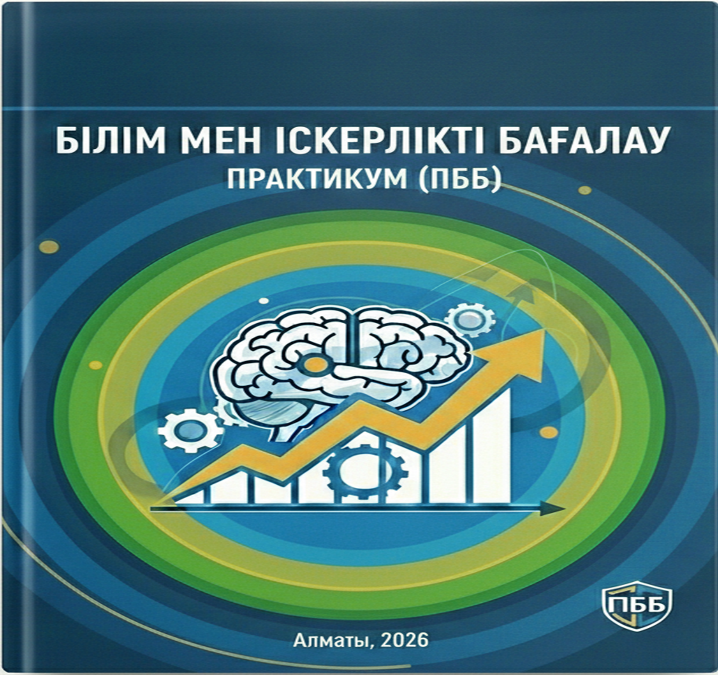 БІЛІМ МЕН ІСКЕРЛІКТІ БАҒАЛАУ
ПРАКТИКУМ (ПББ)
ПББ
Алматы, 2026